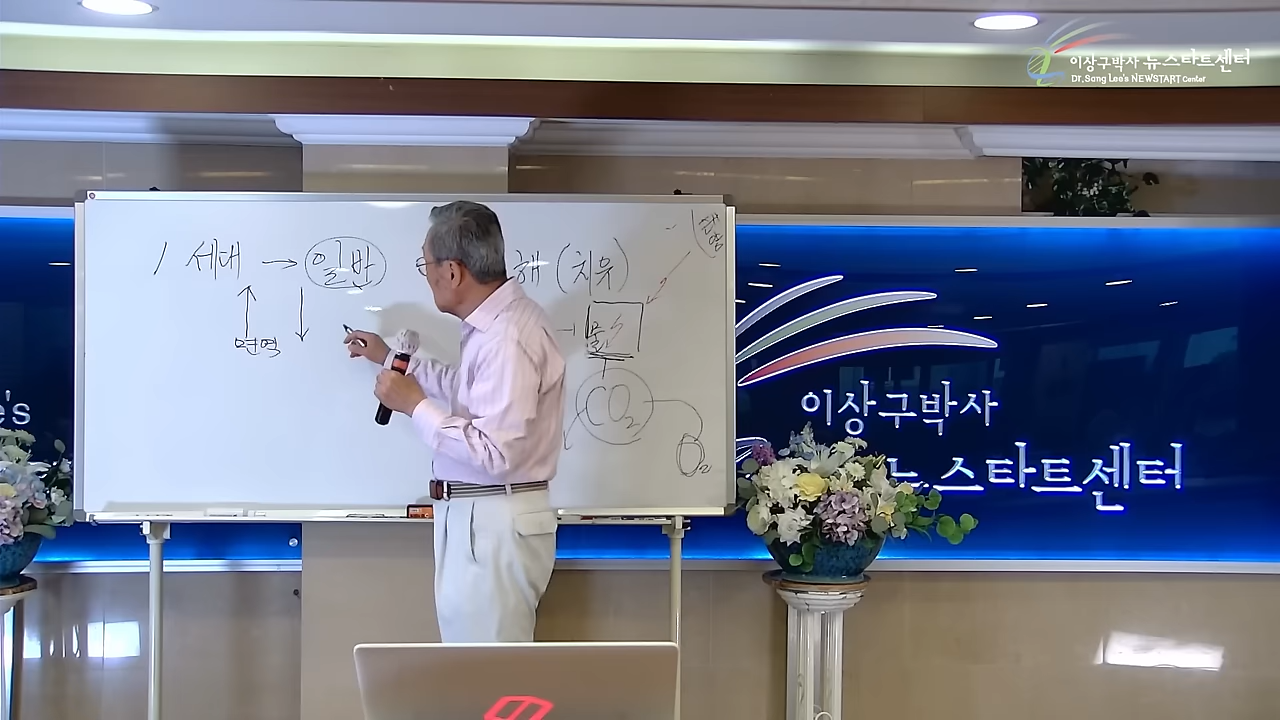 이상구박사 뉴스타트센터
Dr. Sang Lee's NEWSTART Center
1 세대 → 일반
해 (치유)
면역
물
CO₂
O₂
e's
이상구박사
뉴스타트센터